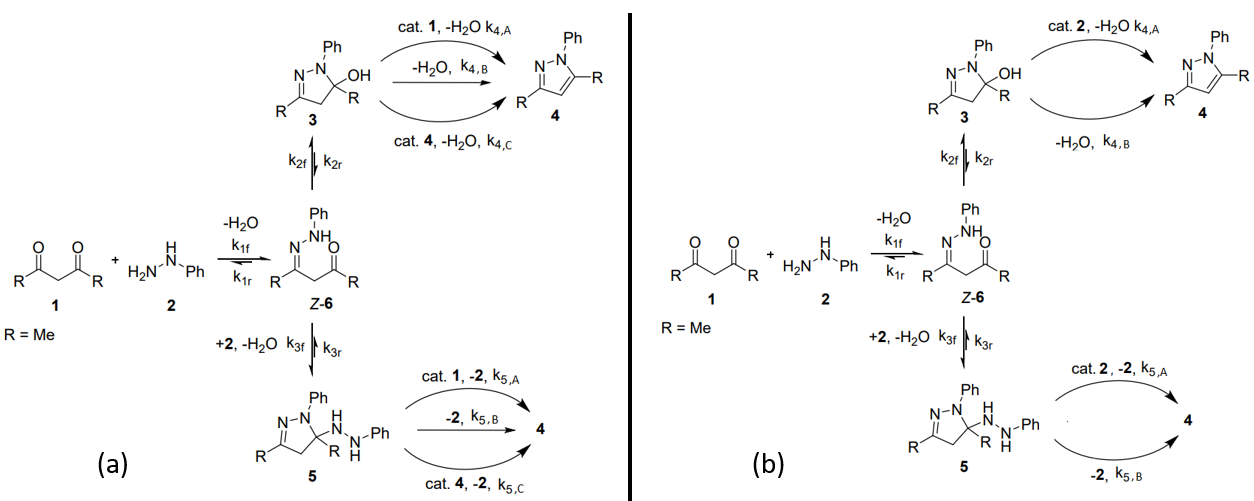 cat. 1, -H2O k4,A
Ph
N
N
OH
R
R
3
-H2O, k4,B
cat. 4, -H2O, k4,C
Ph
N
N
R
R
4
k2f
k2r
O
O
R
R
1
R = Me
+
H
H2N
N
Ph
2
-H2O
k1f
k1r
Ph
NH
N
O
R
R
Z-6
+2, -H2O k3f
k3r
Ph
N
N
H
N
N
H
Ph
R
R
5
cat. 1, -2, k5,A
-2, k5,B
cat. 4, -2, k5,C
4
(a)
cat. 2, -H2O k4,A
Ph
N
N
OH
R
R
3
-H2O, k4,B
Ph
N
N
R
R
4
k2f
k2r
O
O
R
R
1
R = Me
+
H
H2N
N
Ph
2
-H2O
k1f
k1r
Ph
NH
N
O
R
R
Z-6
+2, -H2O k3f
k3r
Ph
N
N
H
N
N
H
Ph
R
R
5
cat. 2, -2, k5,A
-2, k5,B
4
(b)